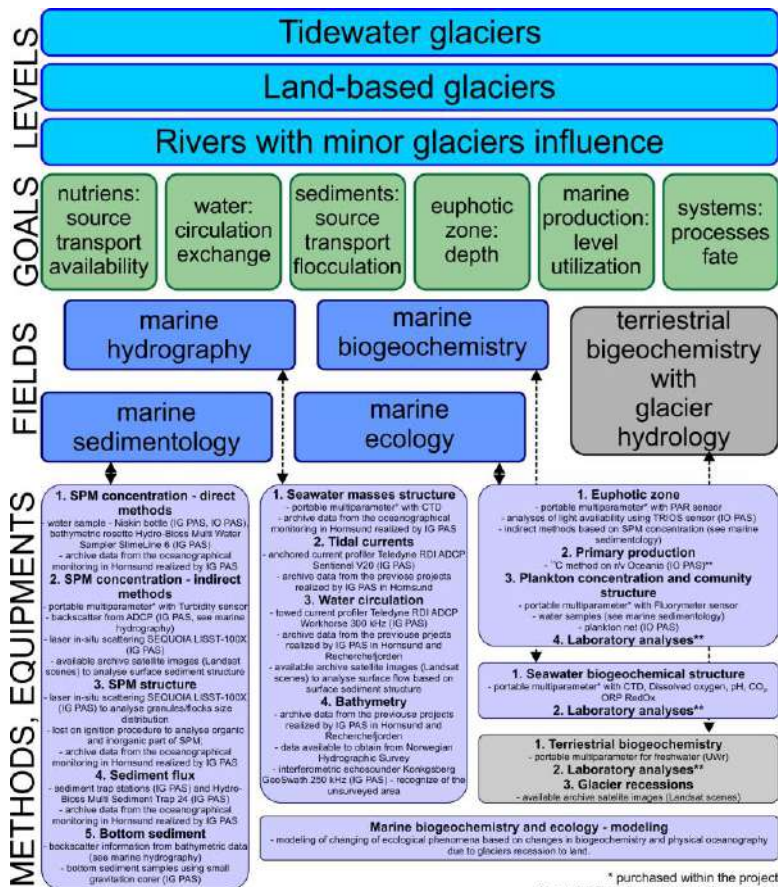 LEVELS
Tidewater glaciers
Land-based glaciers
Rivers with minor glaciers influence
GOALS
nutriens:
source
transport
availability
water:
circulation
exchange
sediments:
source
transport
flocculation
euphotic
zone:
depth
marine
production:
level
utilization
systems:
processes
fate
FIELDS
marine
hydrography
marine
biogeochemistry
terriestrial
bigeochemistry
with
glacier
hydrology
marine
sedimentology
marine
ecology
METHODS, EQUIPMENTS
1. SPM concentration - direct
methods
- water sample - Niskin bottle (IG PAS, IO PAS),
bathymetric rosette Hydro-Bloss Multi Water
Sampler SlimeLine 6 (IG PAS)
- archive data from the oceanographical
monitoring in Hornsund realized by IG PAS
2. SPM concentration - indirect
methods
- portable multiparameter* with Turbidity sensor
- backscatter from ADCP (IG PAS, see marine
hydrography)
- laser in-situ scattering SEQUOIA LISST-100X
(IG PAS)
- available archive satellite images (Landsat
scenes) to analyse surface sediment structure
3. SPM structure
- laser in-situ scattering SEQUOIA LISST-100X
(IG PAS) to analyse granules/flocks size
distribution
- lost on ignition procedure to analyse organic
and inorganic part of SPM;
- archive data from the oceanographical
monitoring in Hornsund realized by IG PAS
4. Sediment flux
- sediment trap stations (IG PAS) and Hydro-
Bloss Multi Sediment Trap 24 (IG PAS)
- archive data from the oceanographical
monitoring in Hornsund realized by IG PAS
5. Bottom sediment
- backscatter information from bathymetric data
(see marine hydrography)
- bottom sediment samples using small
gravitation corer (IG PAS)
1. Seawater masses structure
- portable multiparameter* with CTD
- archive data from the oceanographical
monitoring in Hornsund realized by IG PAS
2. Tidal currents
- anchored current profiler Teledyne RDI ADCP
Sentinel V20 (IG PAS)
- archive data from the previose projects
realized by IG PAS in Hornsund
3. Water circulation
- towed current profiler Teledyne RDI ADCP
Workhorse 300 kHz (IG PAS)
- archive data from the previouse prjects
realized by IG PAS in Hornsund and
Recherchefjorden
- available archive satellite images (Landsat
scenes) to analyse surface flow based on
surface sediment structure
4. Bathymetry
- archive data from the previouse projects
realized by IG PAS in Hornsund and
Recherchefjorden
- data available to obtain from Norwegian
Hydrographic Survey
- interferometric echosounder Konkgsberg
GeoSwath 250 kHz (IG PAS) - recognize of the
unsurveyed area
1. Euphotic zone
- portable multiparameter* with PAR sensor
- analyses of light availability using TRIOS sensor (IO PAS)
- indirect methods based on SPM concentration (see marine
sedimentology)
2. Primary production
- ¹⁴C method on r/v Oceania (IO PAS)**
3. Plankton concentration and comunity
structure
- portable multiparameter* with Fluorymeter sensor
- water samples (see marine sedimentology)
- plankton net (IO PAS)
4. Laboratory analyses**
1. Seawater biogeochemical structure
- portable multiparameter* with CTD, Dissolved oxygen, pH, CO₂,
ORP RedOx
2. Laboratory analyses**
1. Terriestrial biogeochemistry
- portable multiparameter for freshwater (UWr)
2. Laboratory analyses**
3. Glacier recessions
- available archive satelite images (Landsat scenes)
Marine biogeochemistry and ecology - modeling
- modeling of changing of ecological phenomena based on changes in biogeochemistry and physical oceanography
due to glaciers recession to land.
* purchased within the project